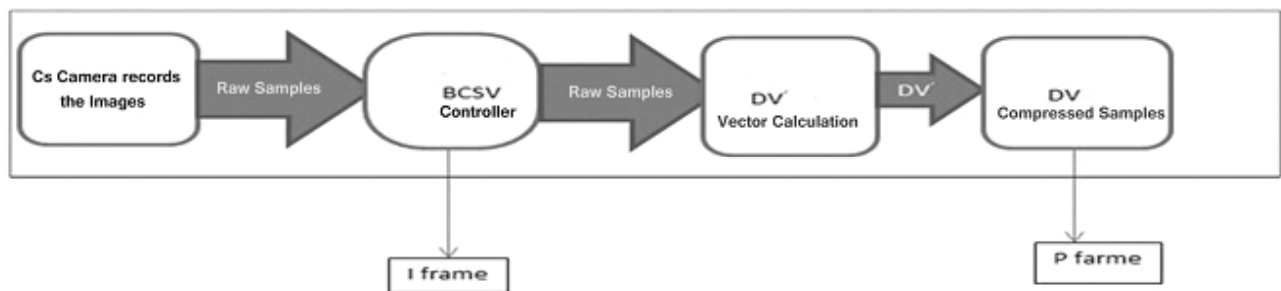 Cs Camera records
the Images
Raw Samples
BCSV
Controller
Raw Samples
DV´
Vector Calculation
DV´
DV
Compressed Samples
I frame
P farme